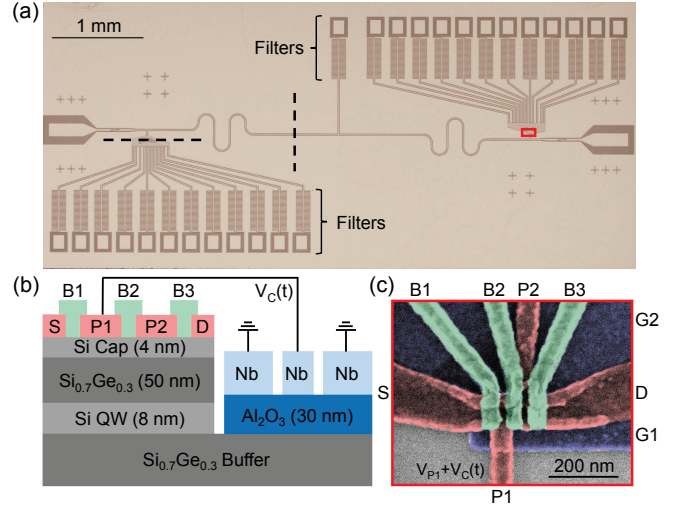 (a)
1 mm
Filters
Filters
(b)
B1 B2 B3
V_C(t)
S P1 P2 D
Si Cap (4 nm)
Si₀.₇Ge₀.₃ (50 nm)
Si QW (8 nm)
Si₀.₇Ge₀.₃ Buffer
Nb Nb Nb
Al₂O₃ (30 nm)
(c)
B1 B2 P2 B3
G2
S
D
G1
V_P1+V_C(t)
200 nm
P1